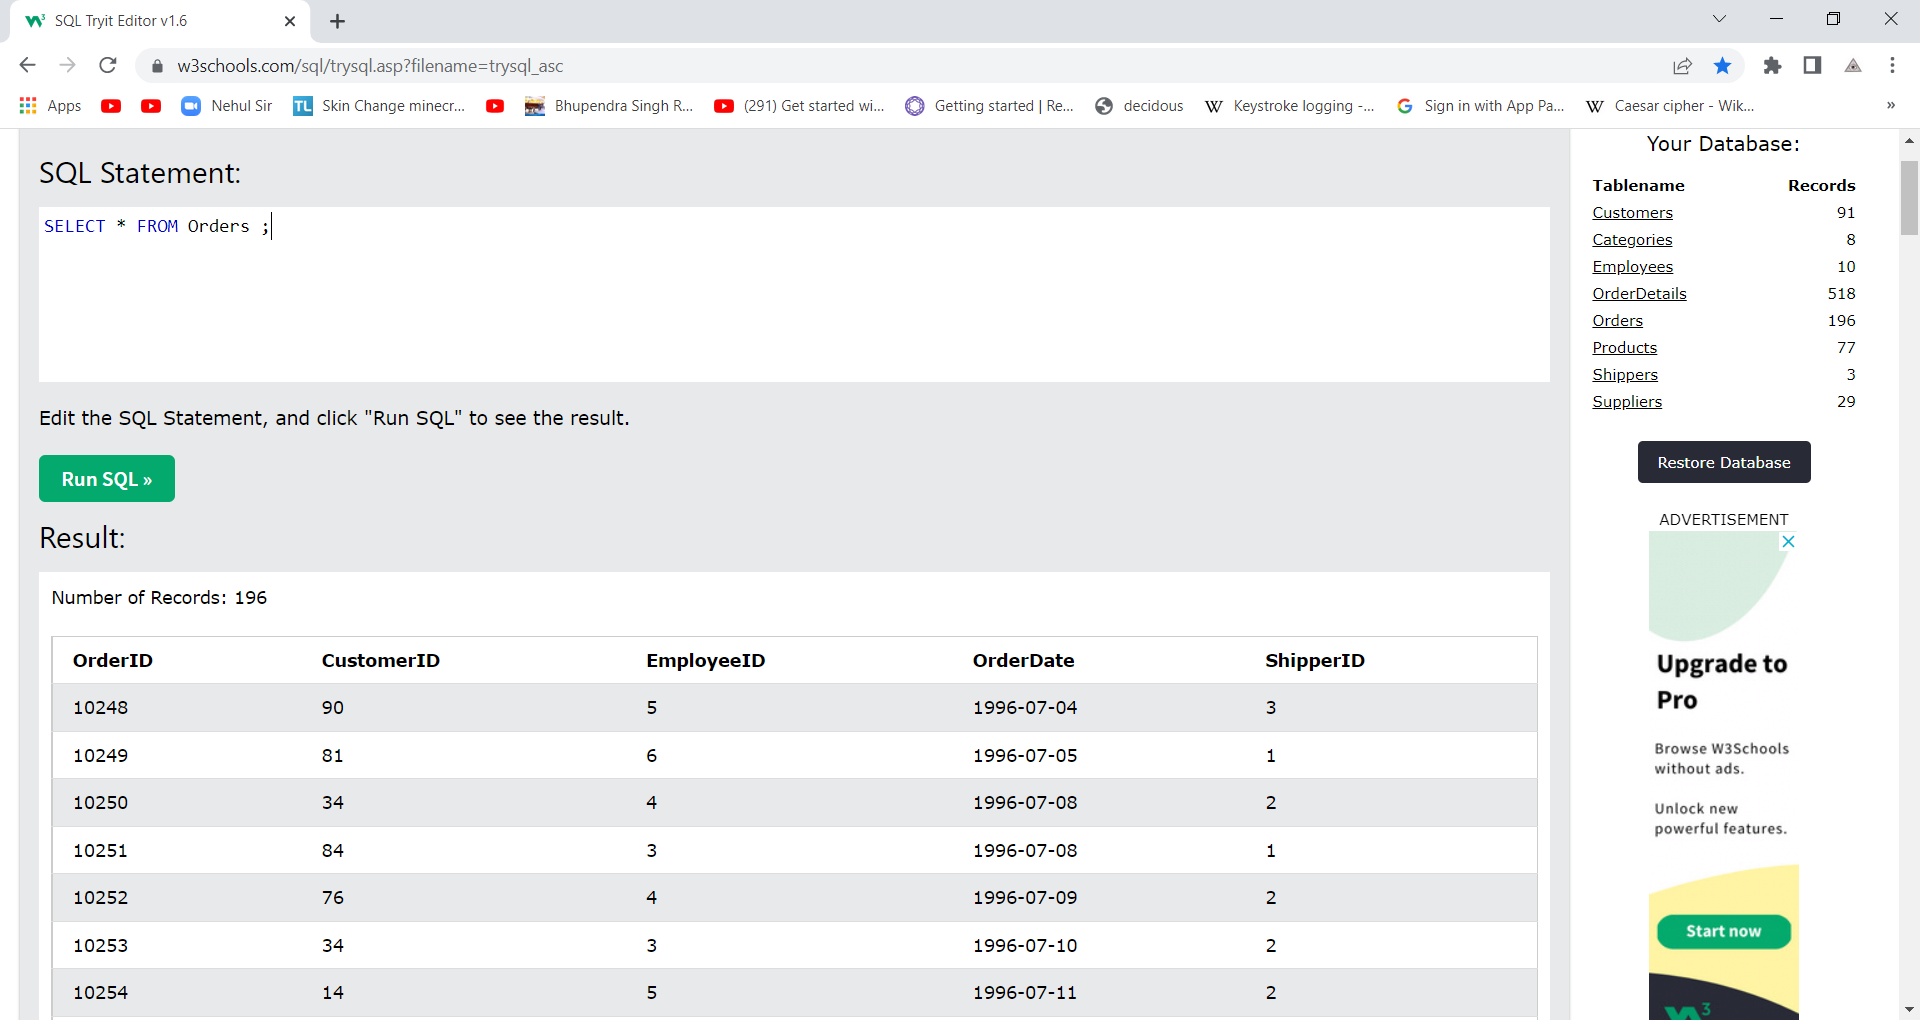 SQL Tryit Editor v1.6
w3schools.com/sql/trysql.asp?filename=trysql_asc
Apps Nehul Sir TL Skin Change minecr... Bhupendra Singh R... (291) Get started wi... Getting started | Re... decidous W Keystroke logging -... G Sign in with App Pa... W Caesar cipher - Wik... »
SQL Statement:
SELECT * FROM Orders ;
Edit the SQL Statement, and click "Run SQL" to see the result.
Run SQL »
Result:
Number of Records: 196
OrderID CustomerID EmployeeID OrderDate ShipperID
10248 90 5 1996-07-04 3
10249 81 6 1996-07-05 1
10250 34 4 1996-07-08 2
10251 84 3 1996-07-08 1
10252 76 4 1996-07-09 2
10253 34 3 1996-07-10 2
10254 14 5 1996-07-11 2
Your Database:
Tablename Records
Customers 91
Categories 8
Employees 10
OrderDetails 518
Orders 196
Products 77
Shippers 3
Suppliers 29
Restore Database
ADVERTISEMENT
Upgrade to
Pro
Browse W3Schools
without ads.
Unlock new
powerful features.
Start now